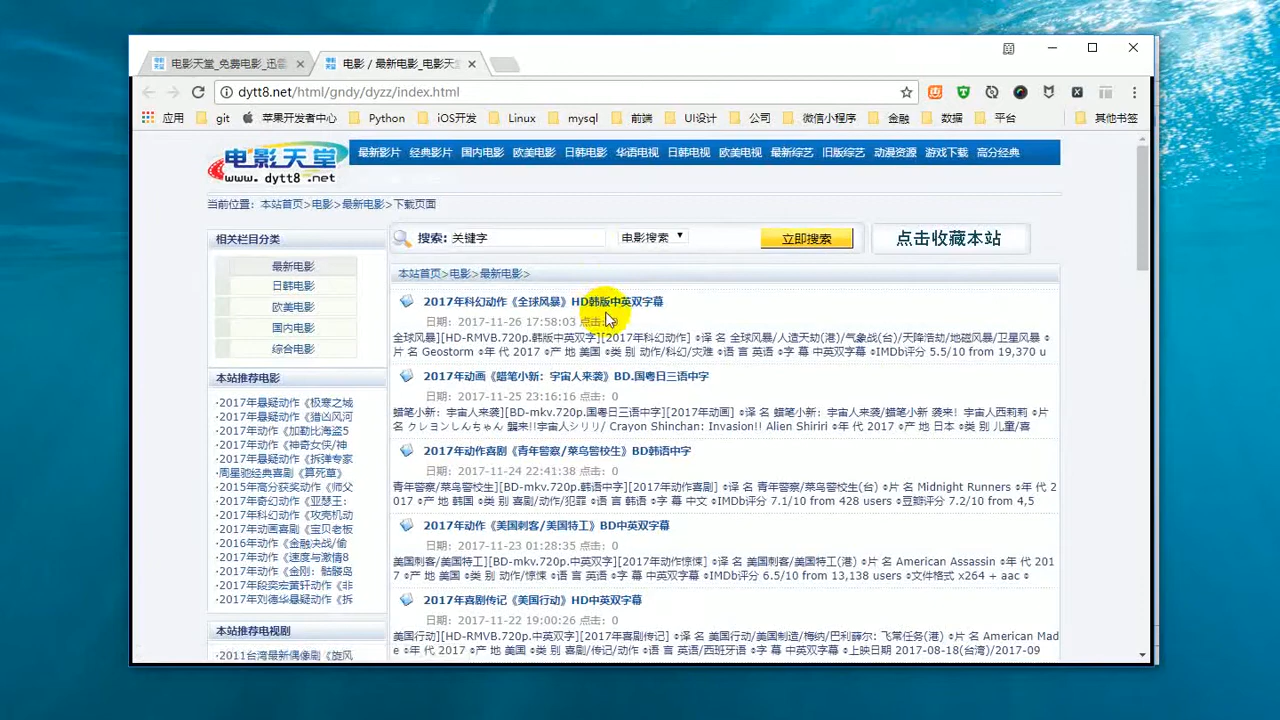 电影天堂_免费电影_迅雷
电影 / 最新电影_电影天
dytt8.net/html/gndy/dyzz/index.html
应用 git 苹果开发者中心 Python iOS开发 Linux mysql 前端 UI设计 公司 微信小程序 金融 数据 平台 其他书签
电影天堂
www.dytt8.net
最新影片 经典影片 国内电影 欧美电影 日韩电影 华语电视 日韩电视 欧美电视 最新综艺 旧版综艺 动漫资源 游戏下载 高分经典
当前位置: 本站首页>电影>最新电影>下载页面
相关栏目分类
最新电影
日韩电影
欧美电影
国内电影
综合电影
本站推荐电影
·2017年悬疑动作《极寒之城
·2017年悬疑动作《猎凶风河
·2017年动作《加勒比海盗5
·2017年动作《神奇女侠/神
·2017年悬疑动作《拆弹专家
·周星驰经典喜剧《算死草》
·2015年高分获奖动作《师父
·2017年奇幻动作《亚瑟王:
·2017年科幻动作《攻壳机动
·2017年动画喜剧《宝贝老板
·2016年动作《金融决战/偷
·2017年动作《速度与激情8
·2017年动作《金刚: 骷髅岛
·2017年段奕宏萧轩动作《非
·2017年刘德华悬疑动作《拆
本站推荐电视剧
·2011台湾最新偶像剧《旋风
搜索: 关键字 电影搜索 立即搜索 点击收藏本站
本站首页>电影>最新电影>
2017年科幻动作《全球风暴》HD韩版中英双字幕
日期: 2017-11-26 17:58:03 点击: 0
全球风暴][HD-RMVB.720p.韩版中英双字][2017年科幻动作] ◎译 名 全球风暴/人造天劫(港)/气象战(台)/天降浩劫/地磁风暴/卫星风暴 ◎
片 名 Geostorm ◎年 代 2017 ◎产 地 美国 ◎类 别 动作/科幻/灾难 ◎语 言 英语 ◎字 幕 中英双字幕 ◎IMDb评分 5.5/10 from 19,370 u
2017年动画《蜡笔小新: 宇宙人来袭》BD.国粤日三语中字
日期: 2017-11-25 23:16:16 点击: 0
蜡笔小新: 宇宙人来袭][BD-mkv.720p.国粤日三语中字][2017年动画] ◎译 名 蜡笔小新: 宇宙人来袭/蜡笔小新 袭来! 宇宙人西莉莉 ◎片
名 クレヨンしんちゃん 襲来!!宇宙人シリリ/ Crayon Shinchan: Invasion!! Alien Shiriri ◎年 代 2017 ◎产 地 日本 ◎类 别 儿童/喜
2017年动作喜剧《青年警察/菜鸟警校生》BD韩语中字
日期: 2017-11-24 22:41:38 点击: 0
青年警察/菜鸟警校生][BD-mkv.720p.韩语中字][2017年动作喜剧] ◎译 名 青年警察/菜鸟警校生(台) ◎片 名 Midnight Runners ◎年 代 2
017 ◎产 地 韩国 ◎类 别 喜剧/动作/犯罪 ◎语 言 韩语 ◎字 幕 中文 ◎IMDb评分 7.1/10 from 428 users ◎豆瓣评分 7.2/10 from 4,5
2017年动作《美国刺客/美国特工》BD中英双字幕
日期: 2017-11-23 01:28:35 点击: 0
美国刺客/美国特工][BD-mkv.720p.中英双字][2017年动作惊悚] ◎译 名 美国刺客/美国特工(港) ◎片 名 American Assassin ◎年 代 201
7 ◎产 地 美国 ◎类 别 动作/惊悚 ◎语 言 英语 ◎字 幕 中英双字幕 ◎IMDb评分 6.5/10 from 13,138 users ◎文件格式 x264 + aac ◎
2017年喜剧传记《美国行动》HD中英双字幕
日期: 2017-11-22 19:00:26 点击: 0
美国行动][HD-RMVB.720p.中英双字][2017年喜剧传记] ◎译 名 美国行动/美国制造/梅纳/巴利薛尔: 飞常任务(港) ◎片 名 American Mad
e ◎年 代 2017 ◎产 地 美国 ◎类 别 喜剧/传记/动作 ◎语 言 英语/西班牙语 ◎字 幕 中英双字幕 ◎上映日期 2017-08-18(台湾)/2017-09